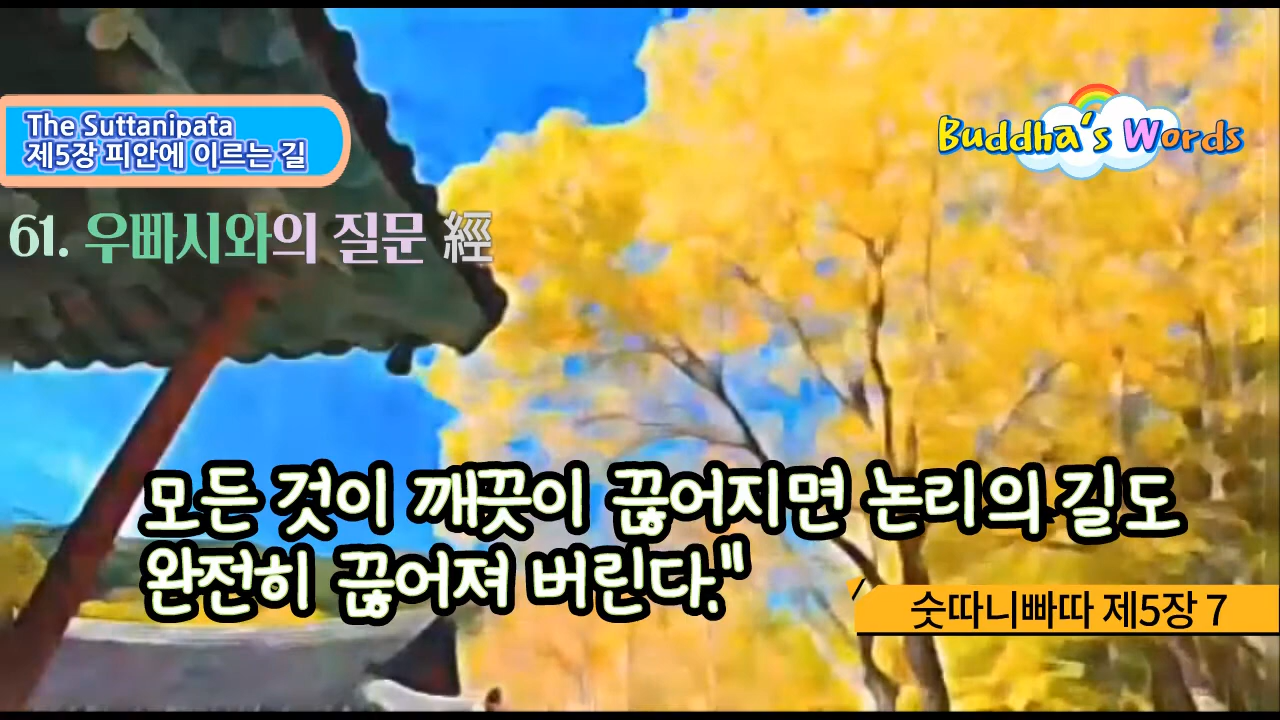 The Suttanipata
제5장 피안에 이르는 길
Buddha's Words
61. 우빠시와의 질문 經
모든 것이 깨끗이 끊어지면 논리의 길도
완전히 끊어져 버린다."
숫따니빠따 제5장 7